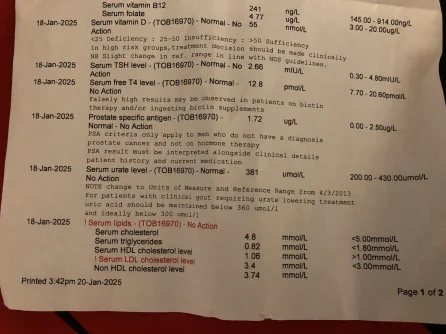 Serum vitamin B12 241 ng/L 145.00 - 914.00ng/L
Serum folate 4.77 ug/L 3.00 - 20.00ug/L
18-Jan-2025 Serum vitamin D - (TOB16970) - Normal - No Action 55 nmol/L
<25 Deficiency : 25-50 Insufficiency : >50 Sufficiency
In high risk groups, treatment decision should be made clinically
NB Slight change in ref. range in line with NOS guidelines.
18-Jan-2025 Serum TSH level - (TOB16970) - Normal - No Action 2.66 mIU/L 0.30 - 4.80mIU/L
18-Jan-2025 Serum free T4 level - (TOB16970) - Normal - No Action 12.8 pmol/L 7.70 - 20.60pmol/L
Falsely high results may be observed in patients on biotin
therapy and/or ingesting biotin supplements
18-Jan-2025 Prostate specific antigen - (TOB16970) - Normal - No Action 1.72 ug/L 0.00 - 2.50ug/L
PSA criteria only apply to men who do not have a diagnosis
prostate cancer and not on hormone therapy
PSA result must be interpreted alongside clinical details
patient history and current medication
18-Jan-2025 Serum urate level - (TOB16970) - Normal - No Action 381 umol/L 200.00 - 430.00umol/L
NOTE change to Units of Measure and Reference Range from 4/3/2013
For patients with clinical gout requiring urate lowering treatment
uric acid should be maintained below 360 umol/l
and ideally below 300 umol/l
18-Jan-2025 ! Serum lipids - (TOB16970) - No Action
Serum cholesterol 4.8 mmol/L <5.00mmol/L
Serum triglycerides 0.82 mmol/L <1.80mmol/L
Serum HDL cholesterol level 1.06 mmol/L >1.00mmol/L
! Serum LDL cholesterol level 3.4 mmol/L <3.00mmol/L
Non HDL cholesterol level 3.74 mmol/L
Printed 3:42pm 20-Jan-2025 Page 1 of 2